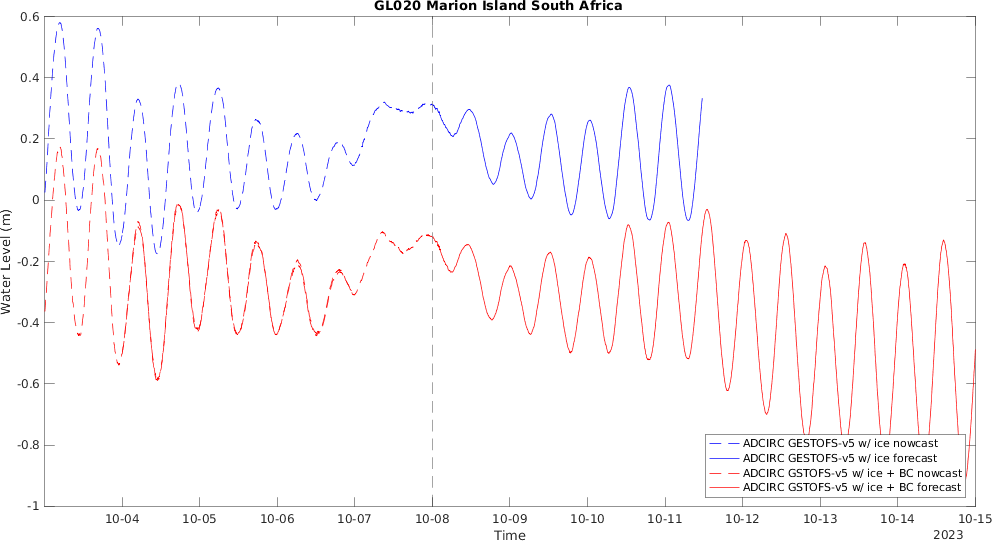 GL020 Marion Island South Africa
0.6
0.4
0.2
0
-0.2
-0.4
-0.6
-0.8
-1
Water Level (m)
ADCIRC GESTOFS-v5 w/ ice nowcast
ADCIRC GESTOFS-v5 w/ ice forecast
ADCIRC GSTOFS-v5 w/ ice + BC nowcast
ADCIRC GSTOFS-v5 w/ ice + BC forecast
10-04 10-05 10-06 10-07 10-08 10-09 10-10 10-11 10-12 10-13 10-14 10-15
Time
2023